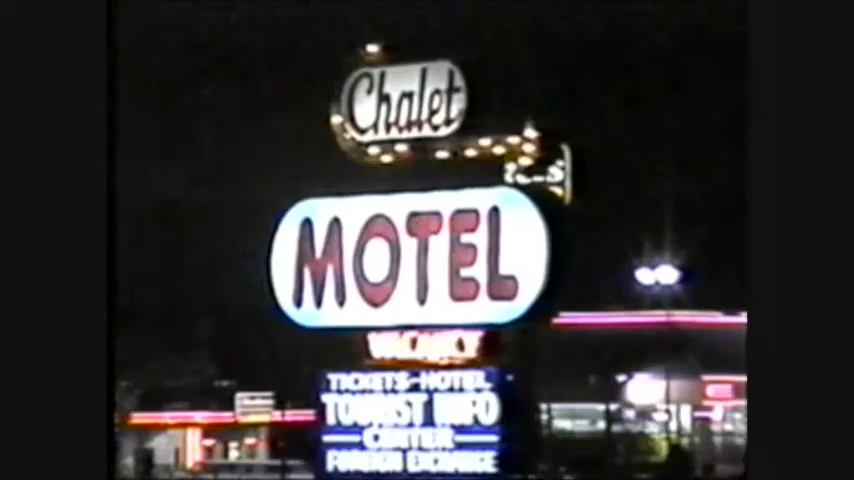 Chalet
MOTEL
VACANCY
TICKETS-HOTEL
TOURIST INFO
CENTER
FOREIGN EXCHANGE